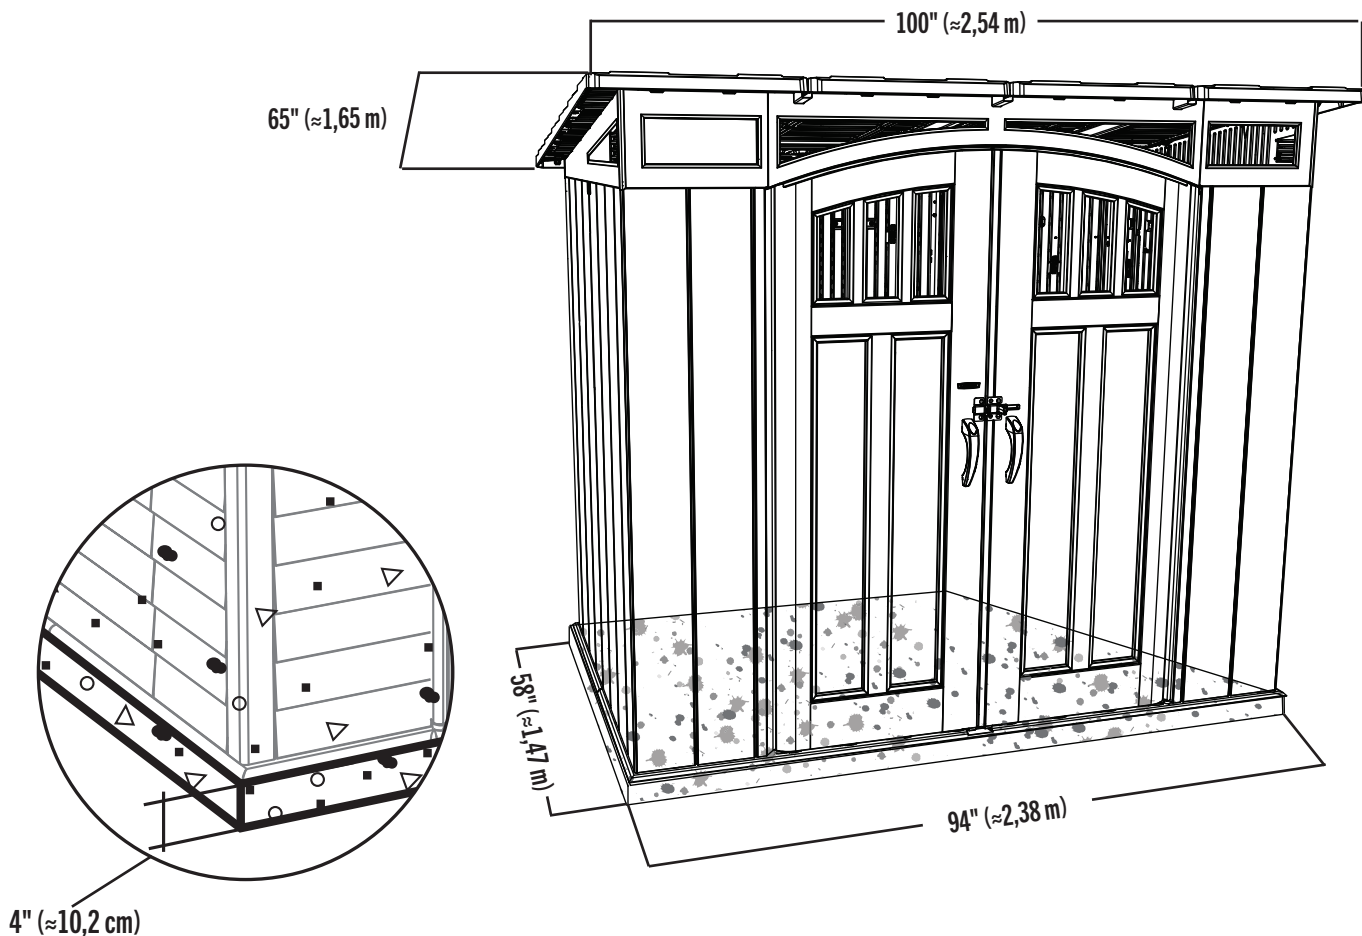 100" (≈2,54 m)
65" (≈1,65 m)
58" (≈1,47 m)
94" (≈2,38 m)
4" (≈10,2 cm)